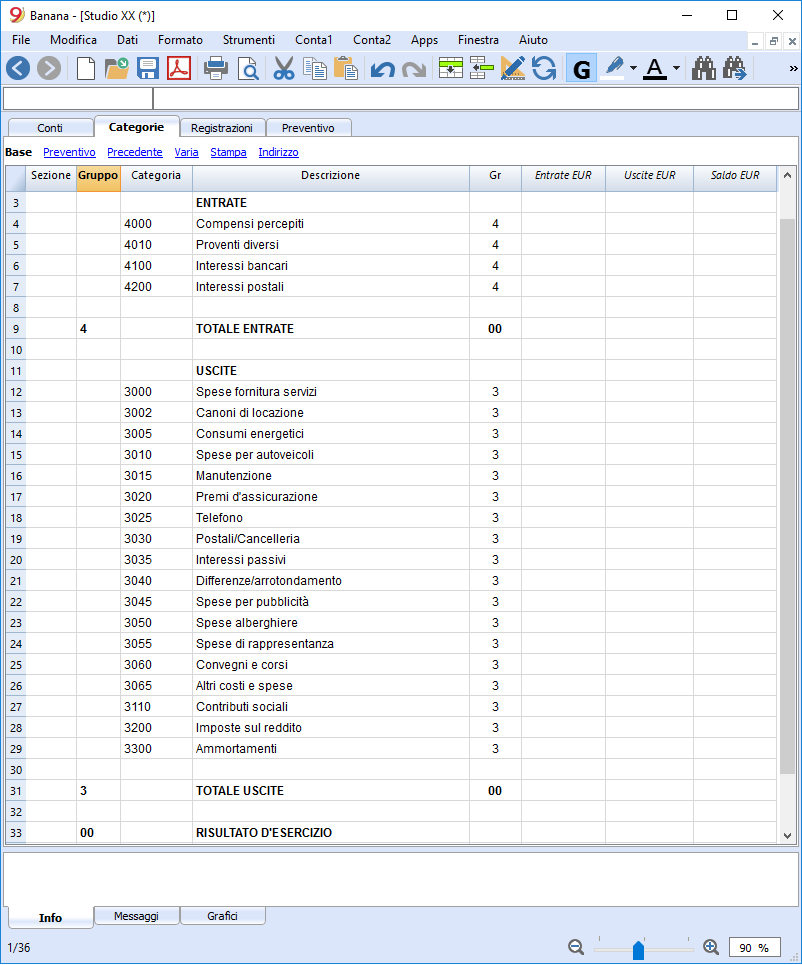 Banana - [Studio XX (*)]
File Modifica Dati Formato Strumenti Conta1 Conta2 Apps Finestra Aiuto
G A »
Conti Categorie Registrazioni Preventivo
Base Preventivo Precedente Varia Stampa Indirizzo
Sezione Gruppo Categoria Descrizione Gr Entrate EUR Uscite EUR Saldo EUR
3 ENTRATE
4 4000 Compensi percepiti 4
5 4010 Proventi diversi 4
6 4100 Interessi bancari 4
7 4200 Interessi postali 4
8
9 4 TOTALE ENTRATE 00
10
11 USCITE
12 3000 Spese fornitura servizi 3
13 3002 Canoni di locazione 3
14 3005 Consumi energetici 3
15 3010 Spese per autoveicoli 3
16 3015 Manutenzione 3
17 3020 Premi d'assicurazione 3
18 3025 Telefono 3
19 3030 Postali/Cancelleria 3
20 3035 Interessi passivi 3
21 3040 Differenze/arrotondamento 3
22 3045 Spese per pubblicità 3
23 3050 Spese alberghiere 3
24 3055 Spese di rappresentanza 3
25 3060 Convegni e corsi 3
26 3065 Altri costi e spese 3
27 3110 Contributi sociali 3
28 3200 Imposte sul reddito 3
29 3300 Ammortamenti 3
30
31 3 TOTALE USCITE 00
32
33 00 RISULTATO D'ESERCIZIO
Info Messaggi Grafici
1/36 90 %